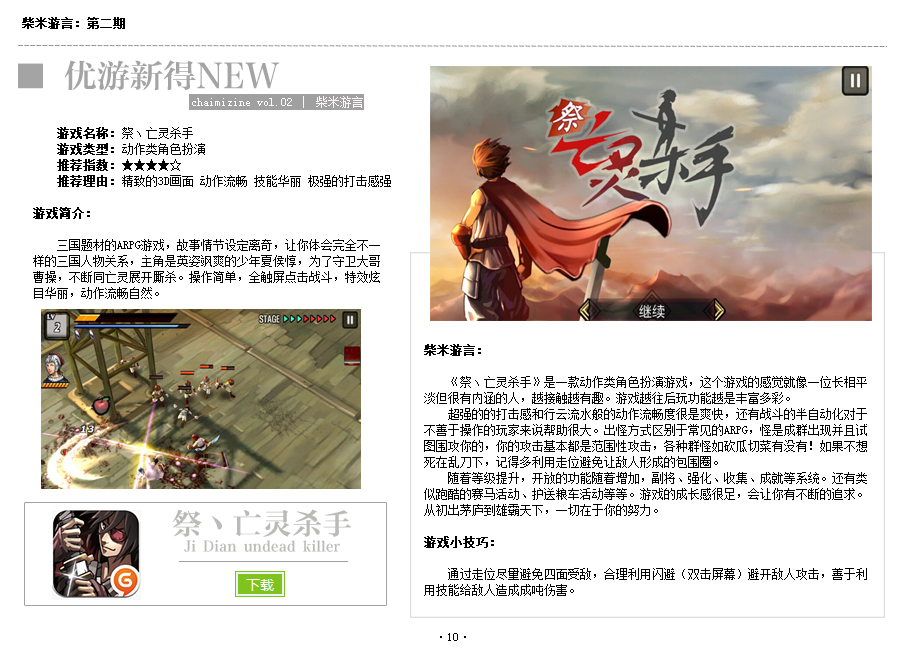 柴米游言：第二期
优游新得NEW
chaimizine vol.02 | 柴米游言
游戏名称：祭丶亡灵杀手
游戏类型：动作类角色扮演
推荐指数：★★★★☆
推荐理由：精致的3D画面 动作流畅 技能华丽 极强的打击感强
游戏简介：
三国题材的ARPG游戏，故事情节设定离奇，让你体会完全不一
样的三国人物关系，主角是英姿飒爽的少年夏侯惇，为了守卫大哥
曹操，不断同亡灵展开厮杀。操作简单，全触屏点击战斗，特效炫
目华丽，动作流畅自然。
LV
2
STAGE
13
祭丶亡灵杀手
Ji Dian undead killer
下载
祭
亡灵杀手
继续
柴米游言：
《祭丶亡灵杀手》是一款动作类角色扮演游戏，这个游戏的感觉就像一位长相平
淡但很有内涵的人，越接触越有趣。游戏越往后玩功能越是丰富多彩。
超强的的打击感和行云流水般的动作流畅度很是爽快，还有战斗的半自动化对于
不善于操作的玩家来说帮助很大。出怪方式区别于常见的ARPG，怪是成群出现并且试
图围攻你的，你的攻击基本都是范围性攻击，各种群怪如砍瓜切菜有没有！如果不想
死在乱刀下，记得多利用走位避免让敌人形成的包围圈。
随着等级提升，开放的功能随着增加，副将、强化、收集、成就等系统。还有类
似跑酷的赛马活动、护送粮车活动等等。游戏的成长感很足，会让你有不断的追求。
从初出茅庐到雄霸天下，一切在于你的努力。
游戏小技巧：
通过走位尽量避免四面受敌，合理利用闪避（双击屏幕）避开敌人攻击，善于利
用技能给敌人造成成吨伤害。
·10·